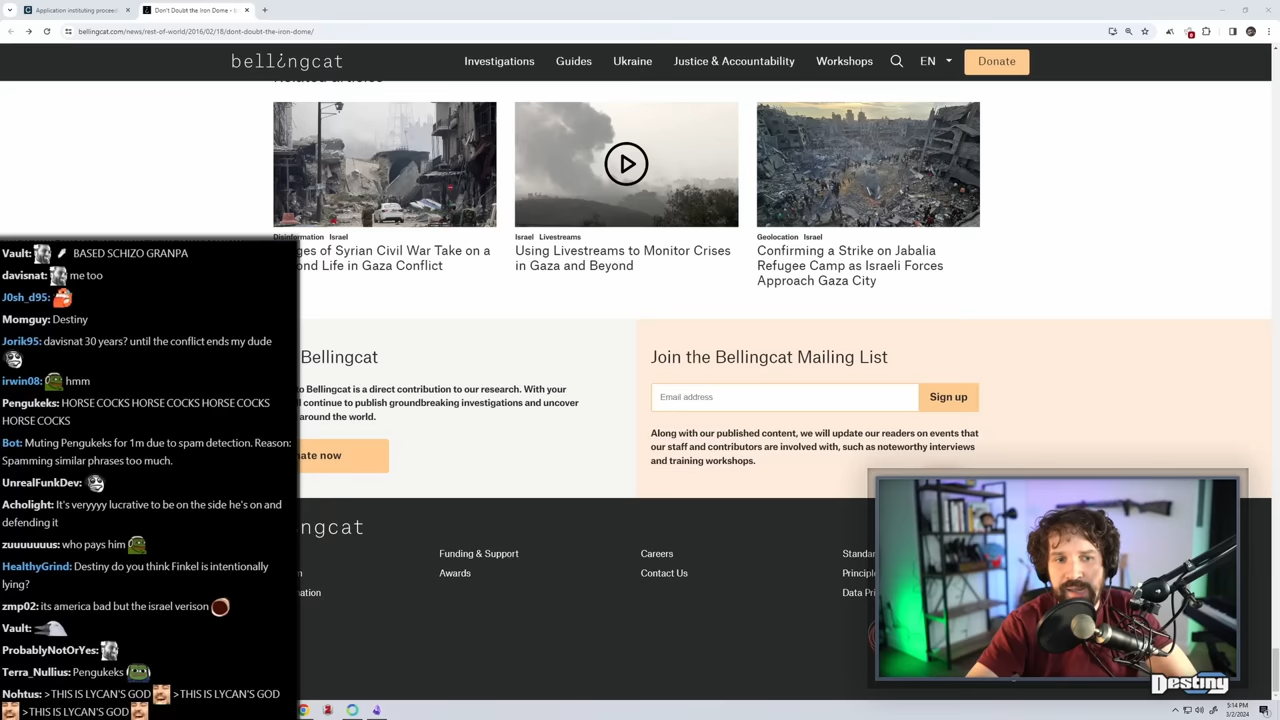 Application instituting proceed
Don't Doubt the Iron Dome - b
bellingcat.com/news/rest-of-world/2016/02/18/dont-doubt-the-iron-dome/
bellingcat
Investigations
Guides
Ukraine
Justice & Accountability
Workshops
EN
Donate
Related articles
Disinformation Israel
ges of Syrian Civil War Take on a
ond Life in Gaza Conflict
Israel Livestreams
Using Livestreams to Monitor Crises
in Gaza and Beyond
Geolocation Israel
Confirming a Strike on Jabalia
Refugee Camp as Israeli Forces
Approach Gaza City
Vault: BASED SCHIZO GRANPA
davisnat: me too
J0sh_d95:
Momguy: Destiny
Jorik95: davisnat 30 years? until the conflict ends my dude
irwin08: hmm
Pengukeks: HORSE COCKS HORSE COCKS HORSE COCKS
HORSE COCKS
Bot: Muting Pengukeks for 1m due to spam detection. Reason:
Spamming similar phrases too much.
UnrealFunkDev:
Acholight: It's veryyyy lucrative to be on the side he's on and
defending it
zuuuuuuus: who pays him
HealthyGrind: Destiny do you think Finkel is intentionally
lying?
zmp02: its america bad but the israel verison
Vault:
ProbablyNotOrYes:
Terra_Nullius: Pengukeks
Nohtus: >THIS IS LYCAN'S GOD >THIS IS LYCAN'S GOD
>THIS IS LYCAN'S GOD
Bellingcat
to Bellingcat is a direct contribution to our research. With your
l continue to publish groundbreaking investigations and uncover
around the world.
ate now
Join the Bellingcat Mailing List
Email address
Sign up
Along with our published content, we will update our readers on events that
our staff and contributors are involved with, such as noteworthy interviews
and training workshops.
ngcat
n
ation
Funding & Support
Awards
Careers
Contact Us
Standar
Principle
Data Pri
Destiny
5:14 PM
3/2/2024